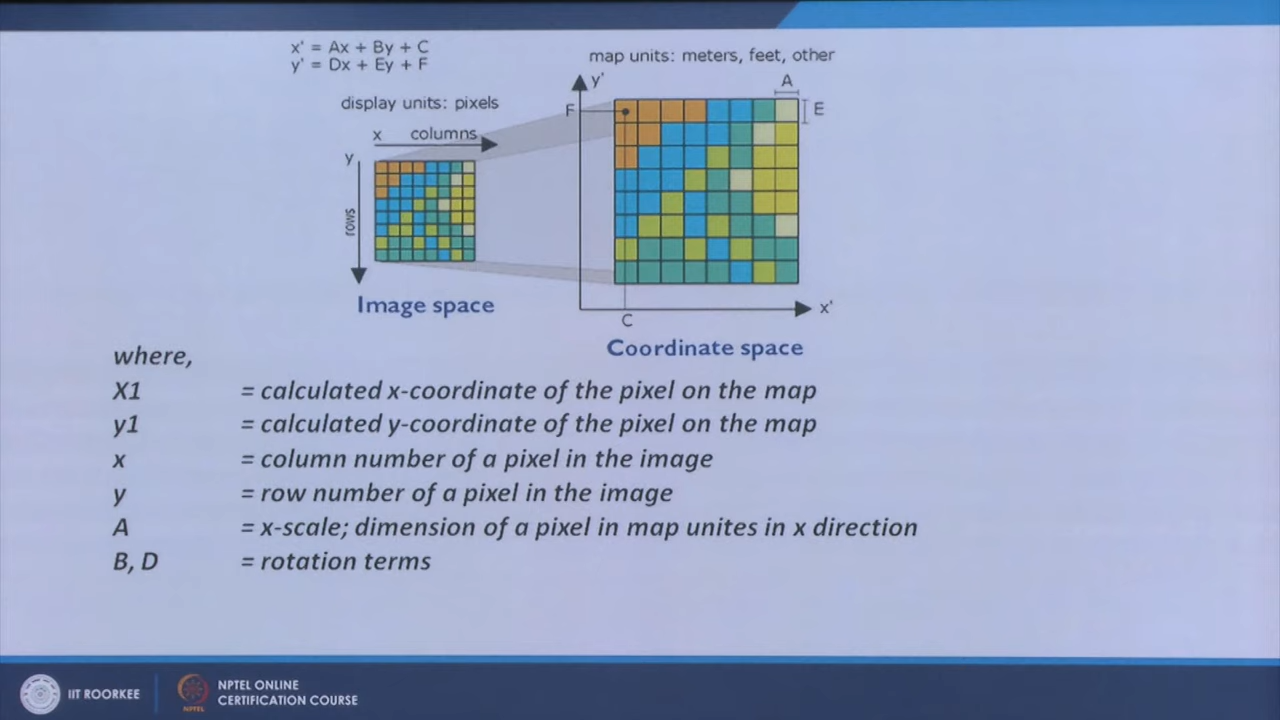 x' = Ax + By + C
y' = Dx + Ey + F
map units: meters, feet, other
display units: pixels
x columns
y
rows
y'
A
F
E
C
x'
Image space
Coordinate space
where,
X1 = calculated x-coordinate of the pixel on the map
y1 = calculated y-coordinate of the pixel on the map
x = column number of a pixel in the image
y = row number of a pixel in the image
A = x-scale; dimension of a pixel in map unites in x direction
B, D = rotation terms
IIT ROORKEE
NPTEL
NPTEL ONLINE
CERTIFICATION COURSE